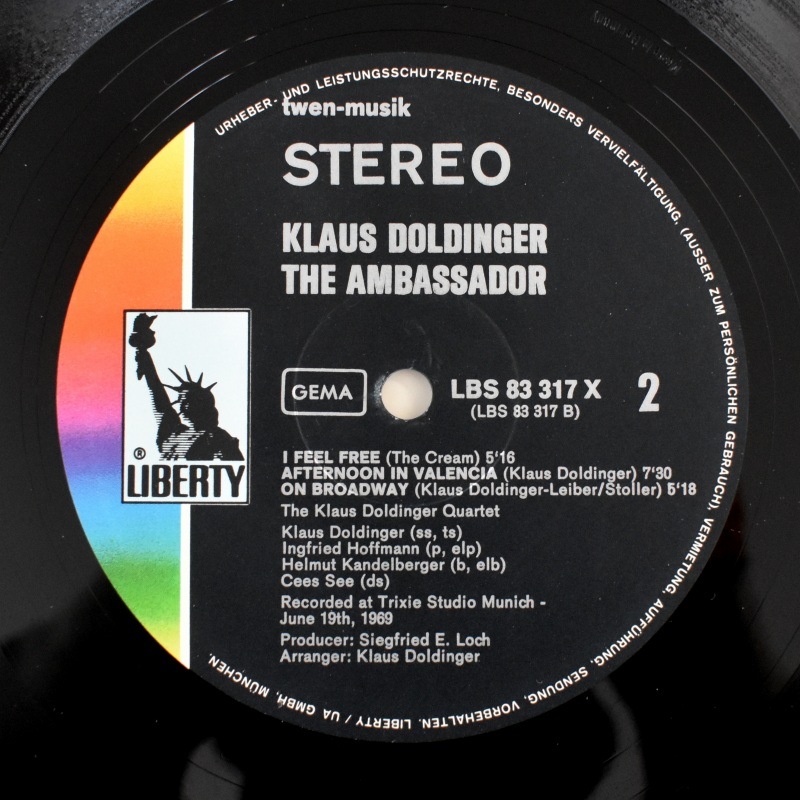 URHEBER- UND LEISTUNGSSCHUTZRECHTE, BESONDERS VERVIELFÄLTIGUNG, (AUSSER ZUM PERSÖNLICHEN GEBRAUCH), VERMIETUNG, AUFFÜHRUNG, SENDUNG, VORBEHALTEN. LIBERTY / UA GMBH, MÜNCHEN.
twen-musik
STEREO
KLAUS DOLDINGER
THE AMBASSADOR
GEMA
LBS 83 317 X 2
(LBS 83 317 B)
® LIBERTY
I FEEL FREE (The Cream) 5'16
AFTERNOON IN VALENCIA (Klaus Doldinger) 7'30
ON BROADWAY (Klaus Doldinger-Leiber/Stoller) 5'18
The Klaus Doldinger Quartet
Klaus Doldinger (ss, ts)
Ingfried Hoffmann (p, elp)
Helmut Kandelberger (b, elb)
Cees See (ds)
Recorded at Trixie Studio Munich -
June 19th, 1969
Producer: Siegfried E. Loch
Arranger: Klaus Doldinger